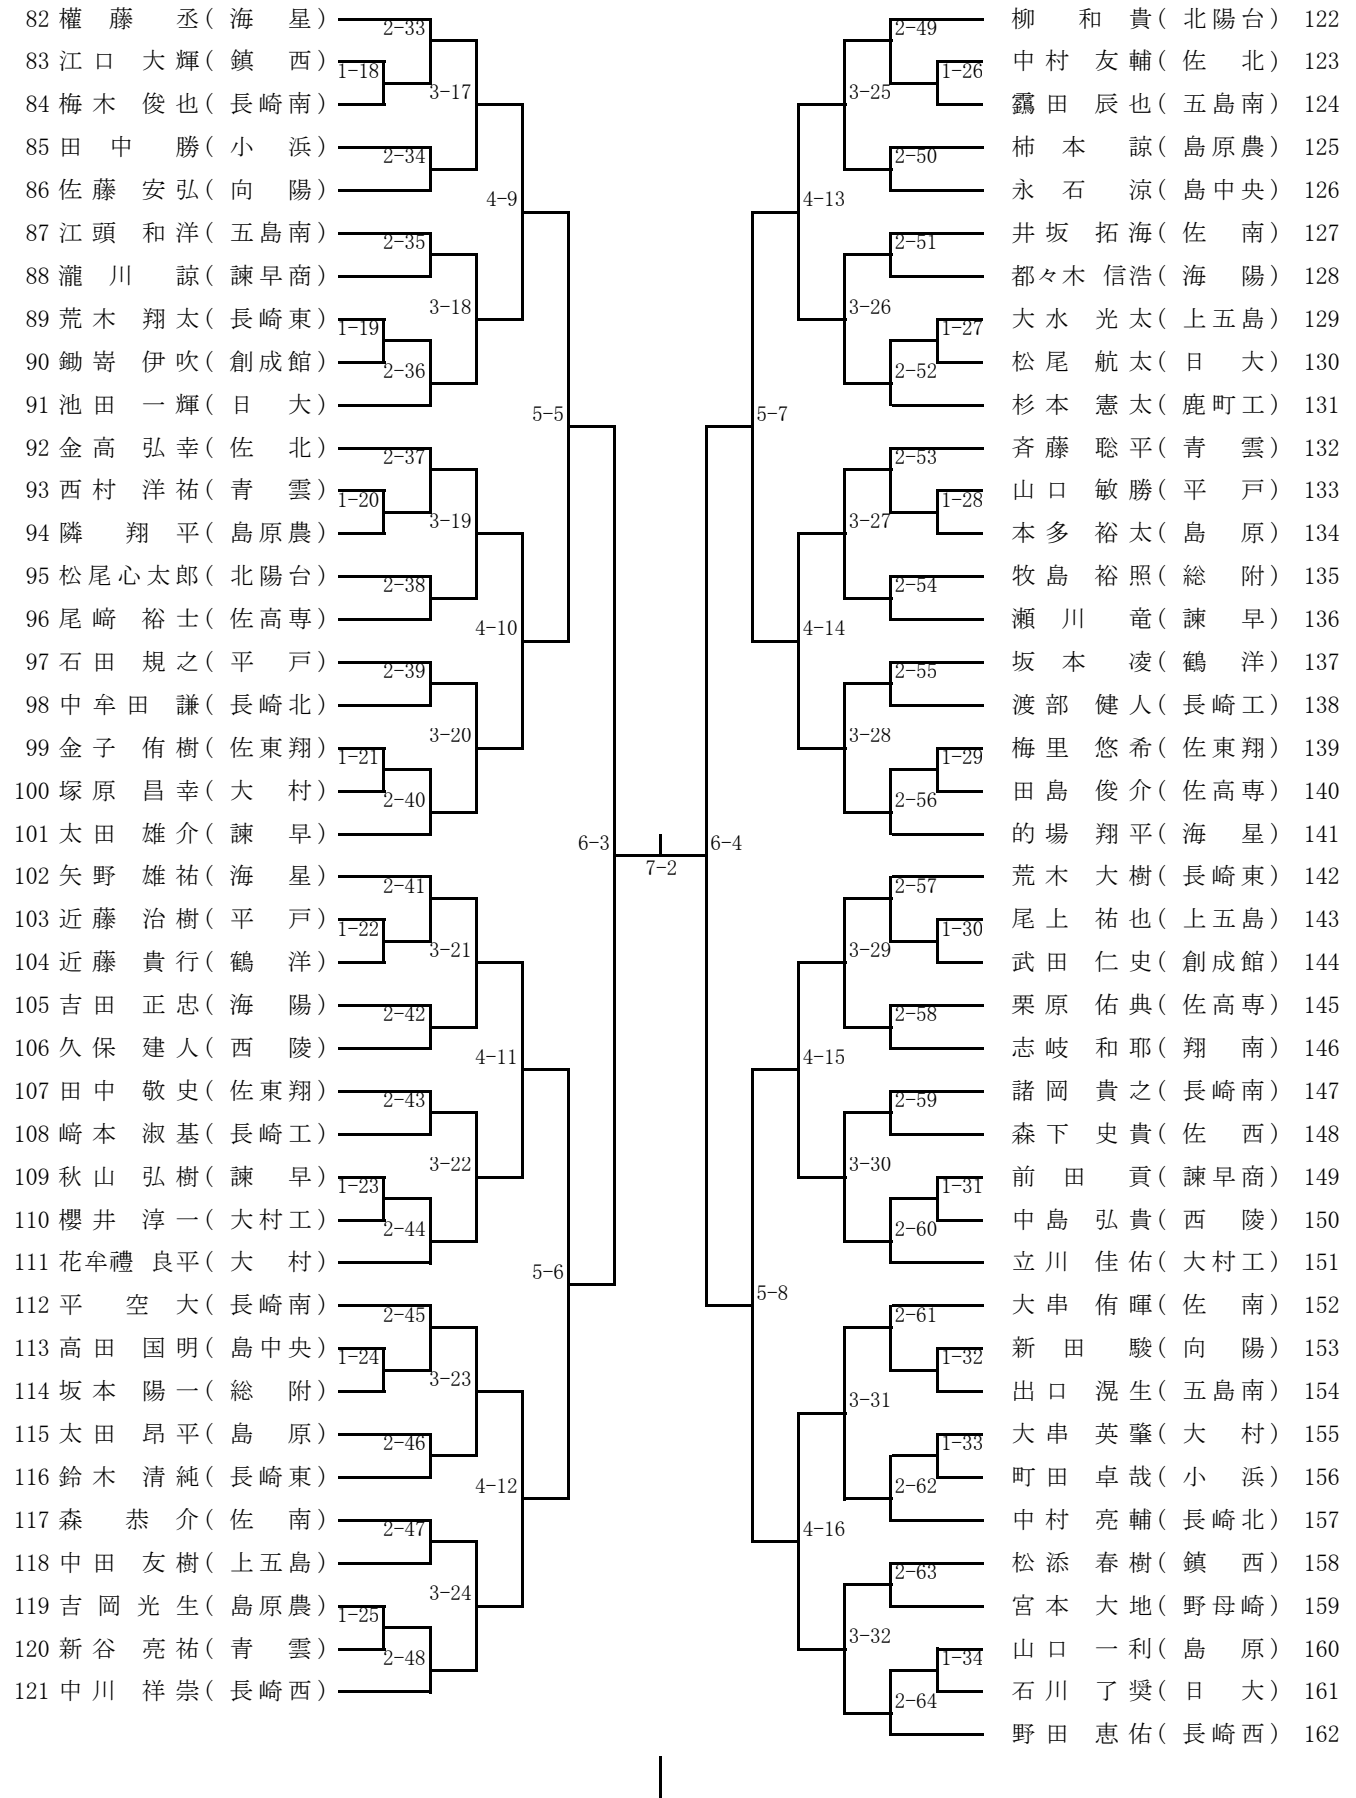 82 權藤 丞(海星)
2-33
83 江口 大輝(鎮西)
1-18
84 梅木 俊也(長崎南)
3-17
85 田中 勝(小浜)
2-34
86 佐藤 安弘(向陽)
4-9
87 江頭 和洋(五島南)
2-35
88 瀧川 諒(諫早商)
3-18
89 荒木 翔太(長崎東)
1-19
90 鋤嵜 伊吹(創成館)
2-36
91 池田 一輝(日大)
5-5
92 金高 弘幸(佐北)
2-37
93 西村 洋祐(青雲)
1-20
94 隣 翔平(島原農)
3-19
95 松尾心太郎(北陽台)
2-38
96 尾﨑 裕士(佐高専)
4-10
97 石田 規之(平戸)
2-39
98 中牟田 謙(長崎北)
3-20
99 金子 侑樹(佐東翔)
1-21
100 塚原 昌幸(大村)
2-40
101 太田 雄介(諫早)
6-3
102 矢野 雄祐(海星)
2-41
103 近藤 治樹(平戸)
1-22
104 近藤 貴行(鶴洋)
3-21
105 吉田 正忠(海陽)
2-42
106 久保 建人(西陵)
4-11
107 田中 敬史(佐東翔)
2-43
108 﨑本 淑基(長崎工)
3-22
109 秋山 弘樹(諫早)
1-23
110 櫻井 淳一(大村工)
2-44
111 花牟禮 良平(大村)
5-6
112 平 空大(長崎南)
2-45
113 高田 国明(島中央)
1-24
114 坂本 陽一(総附)
3-23
115 太田 昂平(島原)
2-46
116 鈴木 清純(長崎東)
4-12
117 森 恭介(佐南)
2-47
118 中田 友樹(上五島)
3-24
119 吉岡 光生(島原農)
1-25
120 新谷 亮祐(青雲)
2-48
121 中川 祥崇(長崎西)
7-2
柳 和貴(北陽台) 122
2-49
中村 友輔(佐北) 123
1-26
靏田 辰也(五島南) 124
3-25
柿本 諒(島原農) 125
2-50
永石 涼(島中央) 126
4-13
井坂 拓海(佐南) 127
2-51
都々木 信浩(海陽) 128
3-26
大水 光太(上五島) 129
1-27
松尾 航太(日大) 130
2-52
杉本 憲太(鹿町工) 131
5-7
斉藤 聡平(青雲) 132
2-53
山口 敏勝(平戸) 133
1-28
本多 裕太(島原) 134
3-27
牧島 裕照(総附) 135
2-54
瀬川 竜(諫早) 136
4-14
坂本 凌(鶴洋) 137
2-55
渡部 健人(長崎工) 138
3-28
梅里 悠希(佐東翔) 139
1-29
田島 俊介(佐高専) 140
2-56
的場 翔平(海星) 141
6-4
荒木 大樹(長崎東) 142
2-57
尾上 祐也(上五島) 143
1-30
武田 仁史(創成館) 144
3-29
栗原 佑典(佐高専) 145
2-58
志岐 和耶(翔南) 146
4-15
諸岡 貴之(長崎南) 147
2-59
森下 史貴(佐西) 148
3-30
前田 貢(諫早商) 149
1-31
中島 弘貴(西陵) 150
2-60
立川 佳佑(大村工) 151
5-8
大串 侑暉(佐南) 152
2-61
新田 駿(向陽) 153
1-32
出口 滉生(五島南) 154
3-31
大串 英肇(大村) 155
1-33
町田 卓哉(小浜) 156
2-62
中村 亮輔(長崎北) 157
4-16
松添 春樹(鎮西) 158
2-63
宮本 大地(野母崎) 159
3-32
山口 一利(島原) 160
1-34
石川 了奨(日大) 161
2-64
野田 恵佑(長崎西) 162